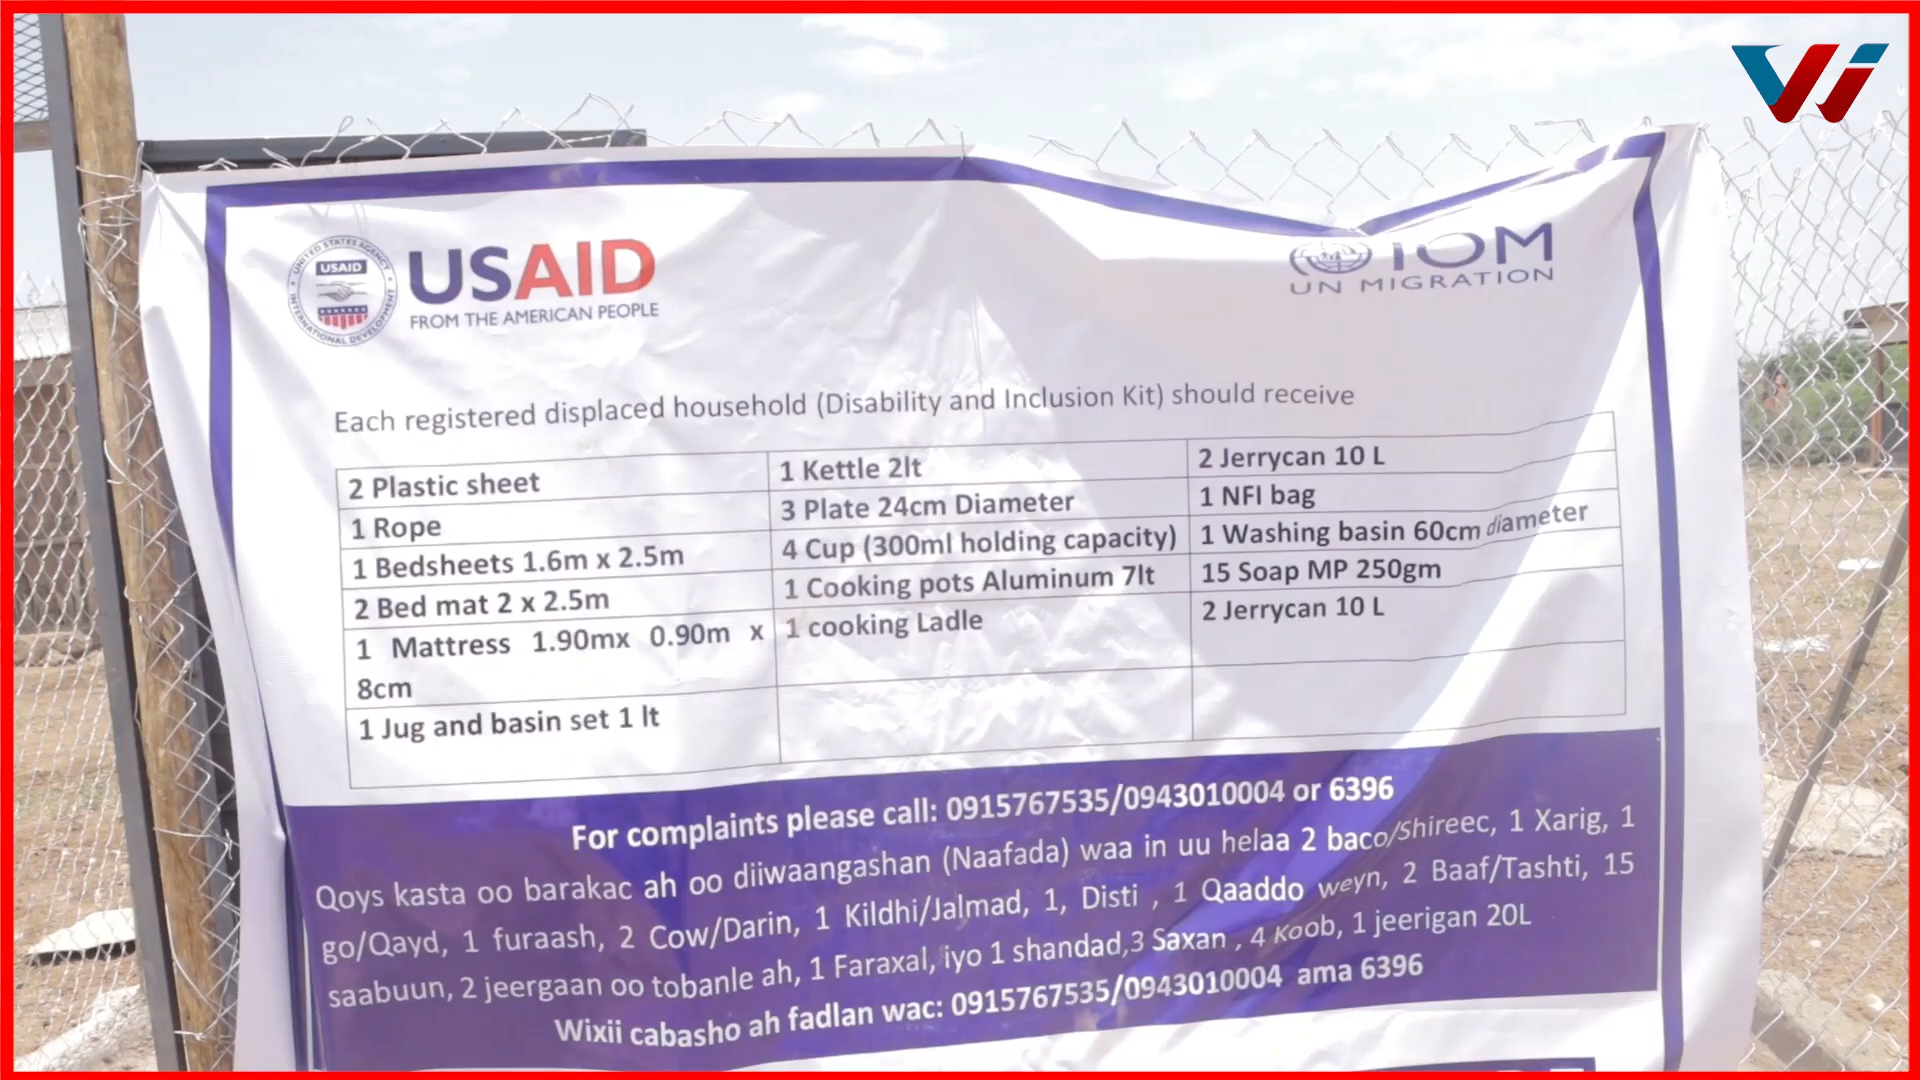 Vi
UNITED STATES AGENCY
USAID
INTERNATIONAL DEVELOPMENT
USAID
FROM THE AMERICAN PEOPLE
IOM
UN MIGRATION
Each registered displaced household (Disability and Inclusion Kit) should receive
2 Plastic sheet
1 Rope
1 Bedsheets 1.6m x 2.5m
2 Bed mat 2 x 2.5m
1 Mattress 1.90mx 0.90m x
8cm
1 Jug and basin set 1 lt
1 Kettle 2lt
3 Plate 24cm Diameter
4 Cup (300ml holding capacity)
1 Cooking pots Aluminum 7lt
1 cooking Ladle
2 Jerrycan 10 L
1 NFI bag
1 Washing basin 60cm diameter
15 Soap MP 250gm
2 Jerrycan 10 L
For complaints please call: 0915767535/0943010004 or 6396
Qoys kasta oo barakac ah oo diiwaangashan (Naafada) waa in uu helaa 2 baco/Shireec, 1 Xarig, 1
go/Qayd, 1 furaash, 2 Cow/Darin, 1 Kildhi/Jalmad, 1, Disti , 1 Qaaddo weyn, 2 Baaf/Tashti, 15
saabuun, 2 jeergaan oo tobanle ah, 1 Faraxal, iyo 1 shandad,3 Saxan , 4 Koob, 1 jeerigan 20L
Wixii cabasho ah fadlan wac: 0915767535/0943010004 ama 6396